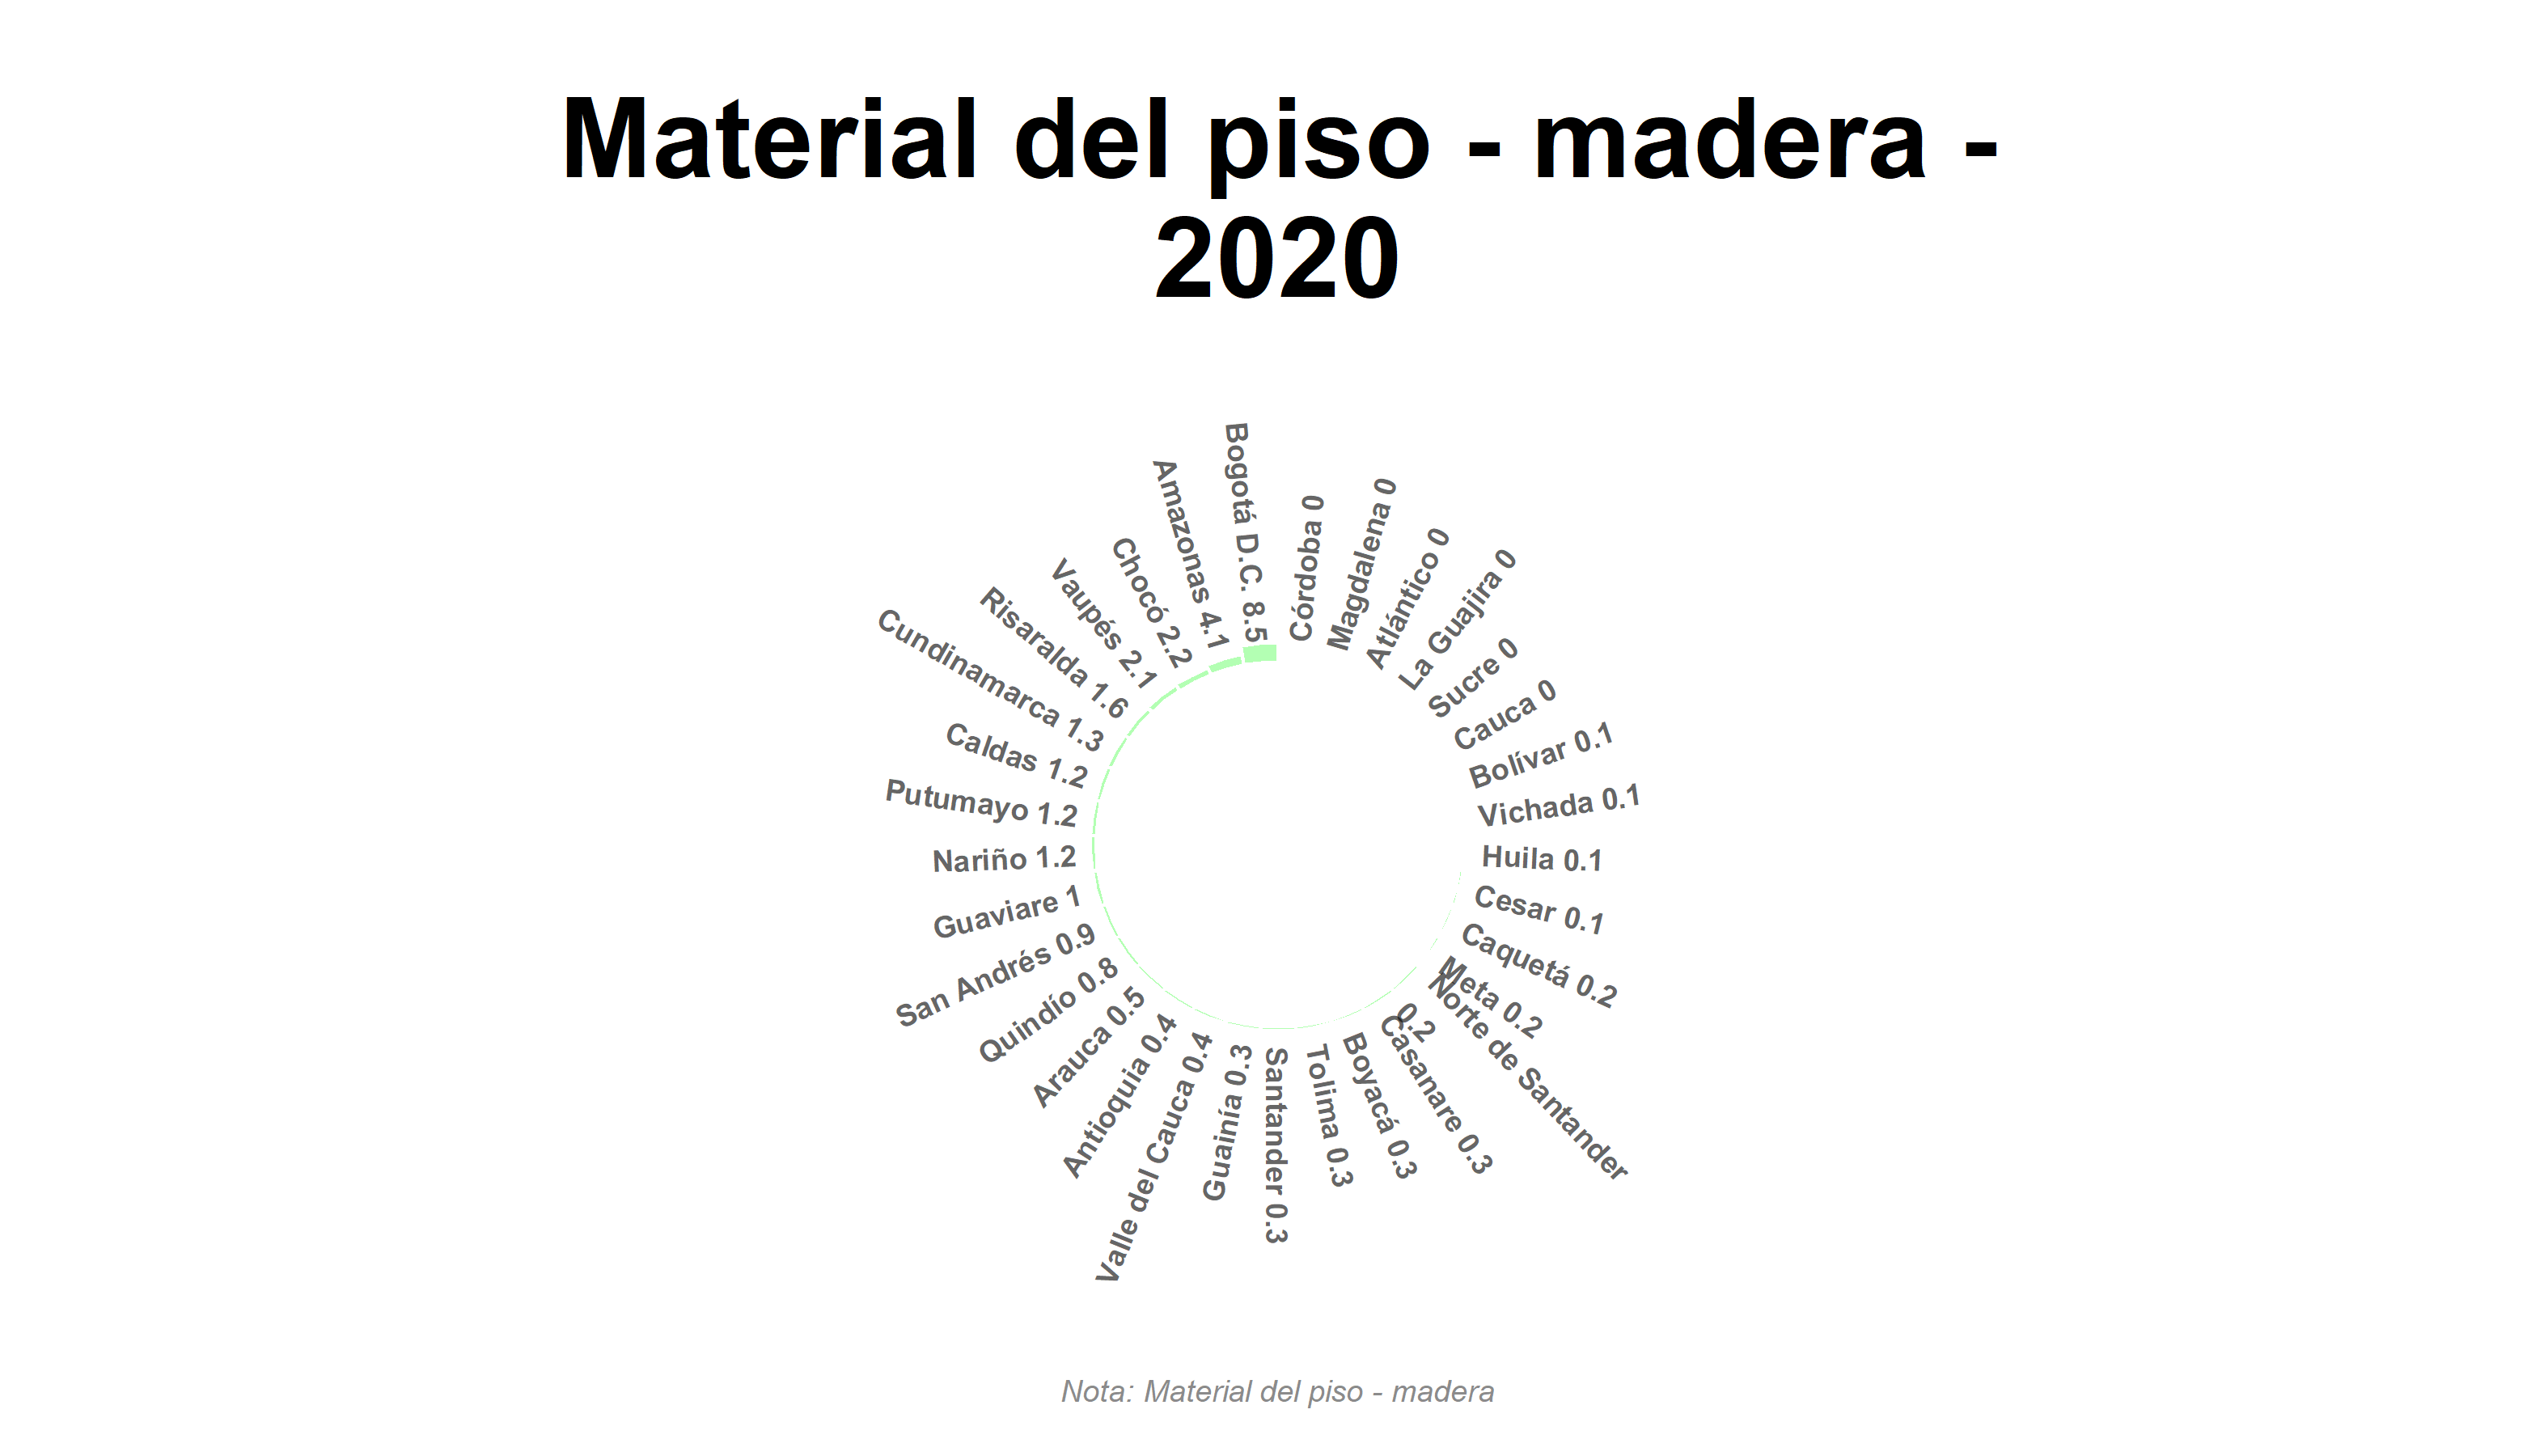 Material del piso - madera -
2020
Córdoba 0
Magdalena 0
Atlántico 0
La Guajira 0
Sucre 0
Cauca 0
Bolívar 0.1
Vichada 0.1
Huila 0.1
Cesar 0.1
Caquetá 0.2
Meta 0.2
Norte de Santander
0.2
Casanare 0.3
Boyacá 0.3
Tolima 0.3
Santander 0.3
Guainía 0.3
Valle del Cauca 0.4
Antioquia 0.4
Arauca 0.5
Quindío 0.8
San Andrés 0.9
Guaviare 1
Nariño 1.2
Putumayo 1.2
Caldas 1.2
Cundinamarca 1.3
Risaralda 1.6
Vaupés 2.1
Chocó 2.2
Amazonas 4.1
Bogotá D.C. 8.5
Nota: Material del piso - madera